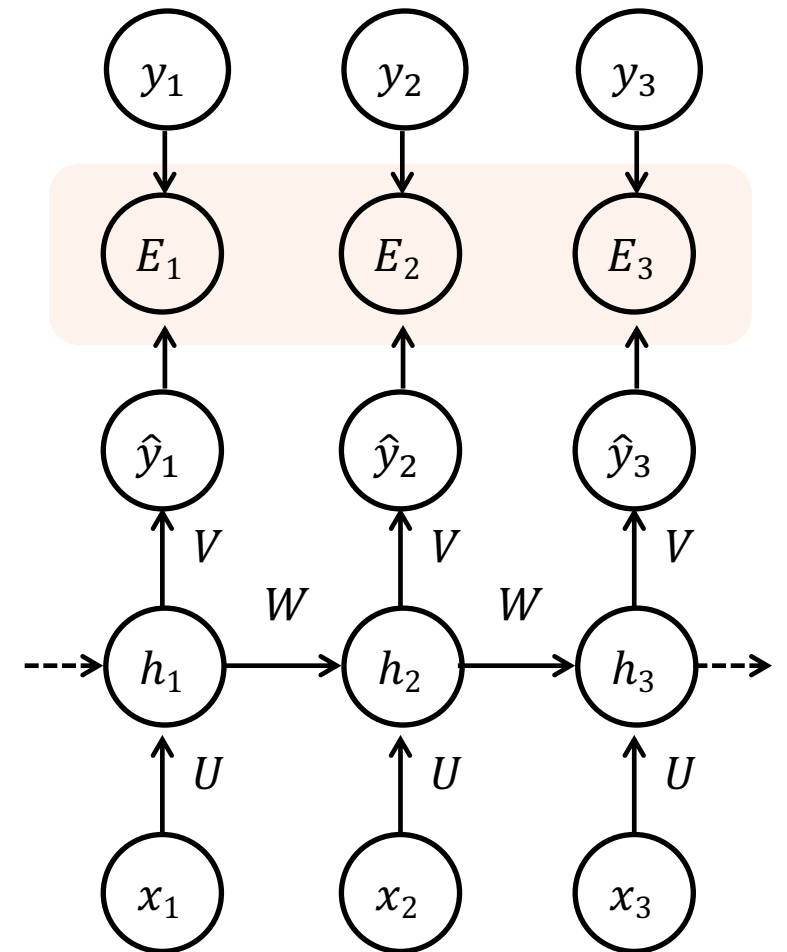 y₁ y₂ y₃
E₁ E₂ E₃
ŷ₁ ŷ₂ ŷ₃
V V V
W W
h₁ h₂ h₃
U U U
x₁ x₂ x₃